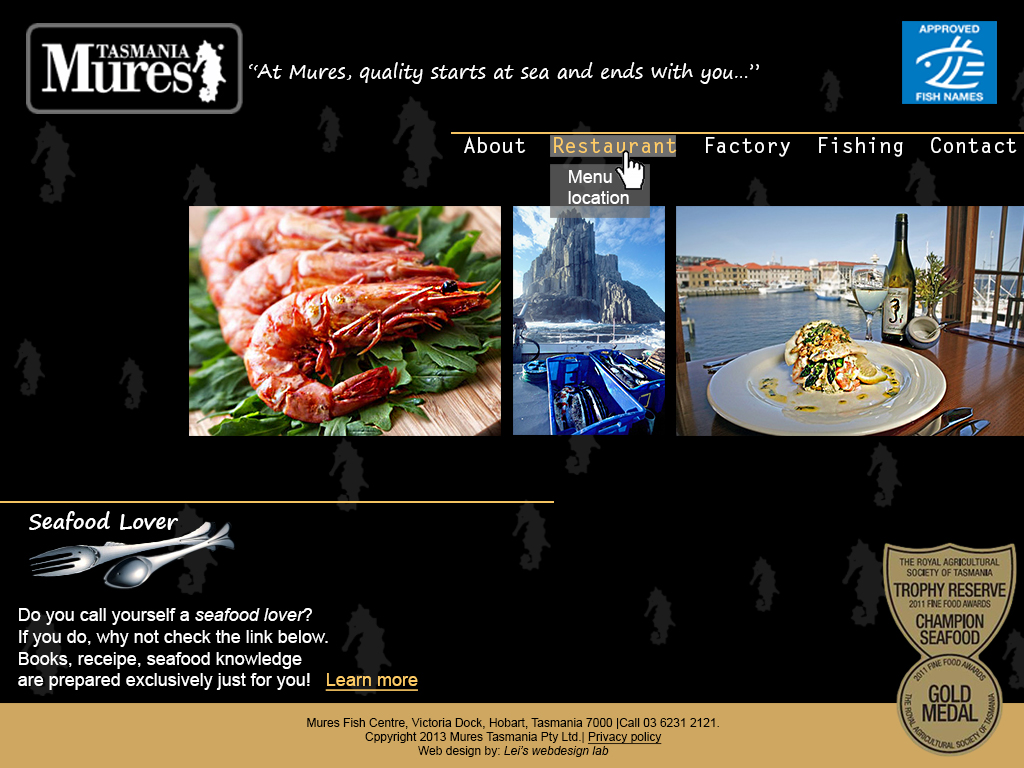 TASMANIA
Mures
“At Mures, quality starts at sea and ends with you...”
APPROVED
FISH NAMES
About Restaurant Factory Fishing Contact
Menu
location
Seafood Lover
Do you call yourself a seafood lover?
If you do, why not check the link below.
Books, receipe, seafood knowledge
are prepared exclusively just for you! Learn more
THE ROYAL AGRICULTURAL
SOCIETY OF TASMANIA
TROPHY RESERVE
2011 FINE FOOD AWARDS
CHAMPION
SEAFOOD
2011 FINE FOOD AWARDS
GOLD
MEDAL
THE ROYAL AGRICULTURAL SOCIETY OF TASMANIA
Mures Fish Centre, Victoria Dock, Hobart, Tasmania 7000 |Call 03 6231 2121.
Cppyright 2013 Mures Tasmania Pty Ltd.| Privacy policy
Web design by: Lei's webdesign lab